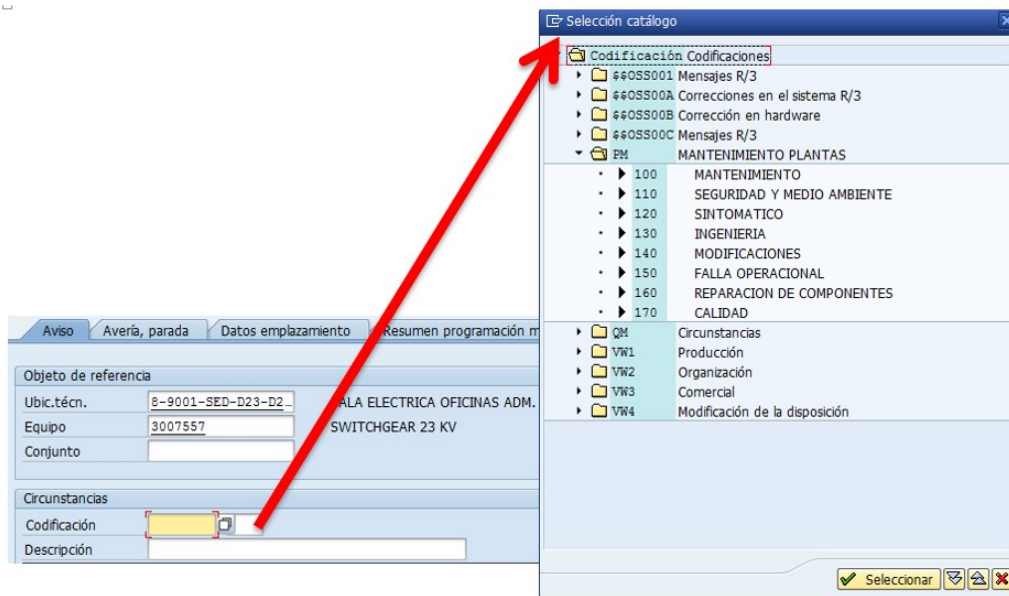 Selección catálogo
Codificación Codificaciones
$$OSS001 Mensajes R/3
$$OSS00A Correcciones en el sistema R/3
$$OSS00B Corrección en hardware
$$OSS00C Mensajes R/3
PM MANTENIMIENTO PLANTAS
100 MANTENIMIENTO
110 SEGURIDAD Y MEDIO AMBIENTE
120 SINTOMATICO
130 INGENIERIA
140 MODIFICACIONES
150 FALLA OPERACIONAL
160 REPARACION DE COMPONENTES
170 CALIDAD
QM Circunstancias
VW1 Producción
VW2 Organización
VW3 Comercial
VW4 Modificación de la disposición
Seleccionar
Aviso Avería, parada Datos emplazamiento Resumen programación m
Objeto de referencia
Ubic.técn. 8-9001-SED-D23-D2… ALA ELECTRICA OFICINAS ADM.
Equipo 3007557 SWITCHGEAR 23 KV
Conjunto
Circunstancias
Codificación
Descripción